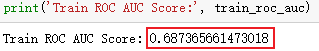 print('Train ROC AUC Score:', train_roc_auc)
Train ROC AUC Score: 0.687365661473018